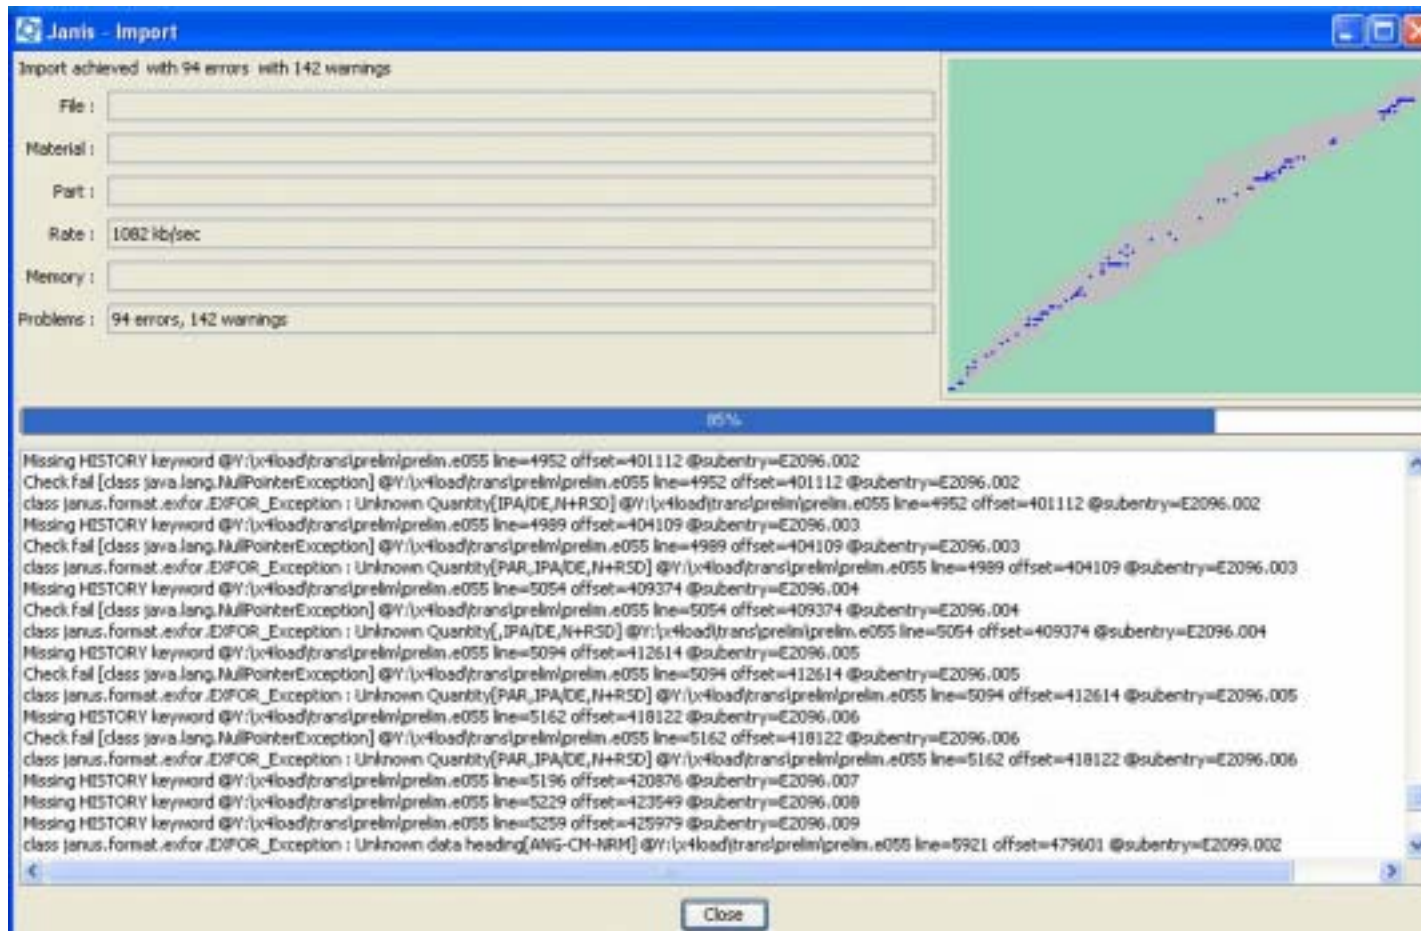 Janis - Import
Import achieved with 94 errors with 142 warnings
File :
Material :
Part :
Rate : 1082 kb/sec
Memory :
Problems : 94 errors, 142 warnings
85%
Missing HISTORY keyword @Y:\x4load\trans\prelim\prelim.e055 line=4952 offset=401112 @subentry=E2096.002
Check fail [class java.lang.NullPointerException] @Y:\x4load\trans\prelim\prelim.e055 line=4952 offset=401112 @subentry=E2096.002
class janus.format.exfor.EXFOR_Exception : Unknown Quantity[IPA/DE,N+RSD] @Y:\x4load\trans\prelim\prelim.e055 line=4952 offset=401112 @subentry=E2096.002
Missing HISTORY keyword @Y:\x4load\trans\prelim\prelim.e055 line=4989 offset=404109 @subentry=E2096.003
Check fail [class java.lang.NullPointerException] @Y:\x4load\trans\prelim\prelim.e055 line=4989 offset=404109 @subentry=E2096.003
class janus.format.exfor.EXFOR_Exception : Unknown Quantity[PAR,IPA/DE,N+RSD] @Y:\x4load\trans\prelim\prelim.e055 line=4989 offset=404109 @subentry=E2096.003
Missing HISTORY keyword @Y:\x4load\trans\prelim\prelim.e055 line=5054 offset=409374 @subentry=E2096.004
Check fail [class java.lang.NullPointerException] @Y:\x4load\trans\prelim\prelim.e055 line=5054 offset=409374 @subentry=E2096.004
class janus.format.exfor.EXFOR_Exception : Unknown Quantity[,IPA/DE,N+RSD] @Y:\x4load\trans\prelim\prelim.e055 line=5054 offset=409374 @subentry=E2096.004
Missing HISTORY keyword @Y:\x4load\trans\prelim\prelim.e055 line=5094 offset=412614 @subentry=E2096.005
Check fail [class java.lang.NullPointerException] @Y:\x4load\trans\prelim\prelim.e055 line=5094 offset=412614 @subentry=E2096.005
class janus.format.exfor.EXFOR_Exception : Unknown Quantity[PAR,IPA/DE,N+RSD] @Y:\x4load\trans\prelim\prelim.e055 line=5094 offset=412614 @subentry=E2096.005
Missing HISTORY keyword @Y:\x4load\trans\prelim\prelim.e055 line=5162 offset=418122 @subentry=E2096.006
Check fail [class java.lang.NullPointerException] @Y:\x4load\trans\prelim\prelim.e055 line=5162 offset=418122 @subentry=E2096.006
class janus.format.exfor.EXFOR_Exception : Unknown Quantity[PAR,,IPA/DE,N+RSD] @Y:\x4load\trans\prelim\prelim.e055 line=5162 offset=418122 @subentry=E2096.006
Missing HISTORY keyword @Y:\x4load\trans\prelim\prelim.e055 line=5196 offset=420876 @subentry=E2096.007
Missing HISTORY keyword @Y:\x4load\trans\prelim\prelim.e055 line=5229 offset=423549 @subentry=E2096.008
Missing HISTORY keyword @Y:\x4load\trans\prelim\prelim.e055 line=5259 offset=425979 @subentry=E2096.009
class janus.format.exfor.EXFOR_Exception : Unknown data heading[ANG-CM-NRM] @Y:\x4load\trans\prelim\prelim.e055 line=5921 offset=479601 @subentry=E2099.002
Close